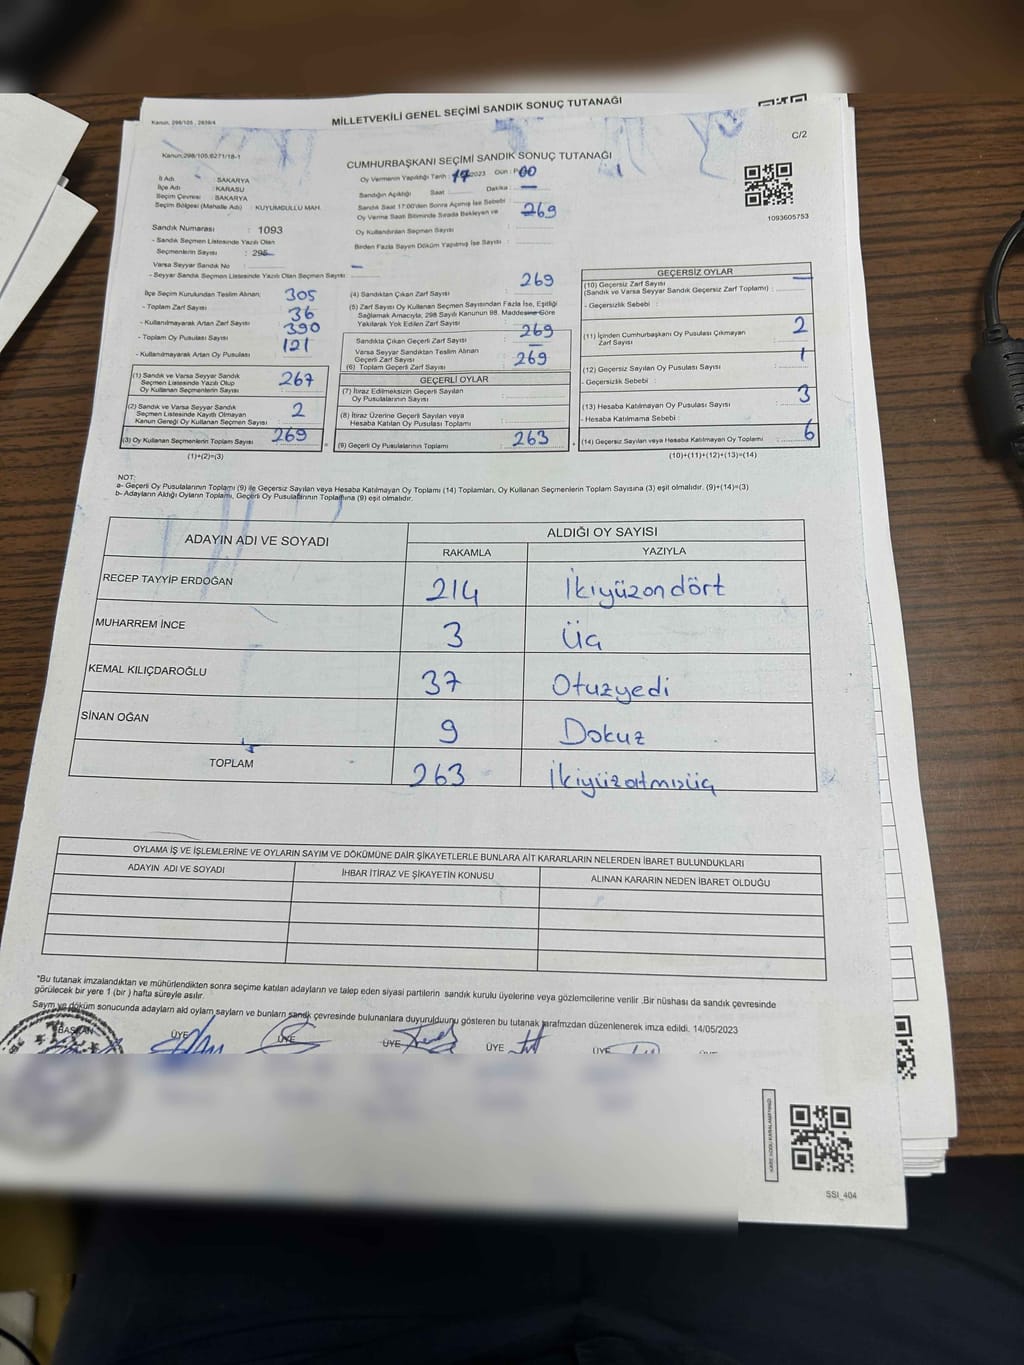 Kanun, 298/105, 2839/4
MİLLETVEKİLİ GENEL SEÇİMİ SANDIK SONUÇ TUTANAĞI
C/2
Kanun:298/105;6271/18-1
CUMHURBAŞKANI SEÇİMİ SANDIK SONUÇ TUTANAĞI
İl Adı : SAKARYA
İlçe Adı : KARASU
Seçim Çevresi : SAKARYA
Seçim Bölgesi (Mahalle Adı) : KUYUMCULLU MAH.
Oy Vermenin Yapıldığı Tarih 2023 Gün :
Sandığın Açıldığı Saat Dakika :
Sandık Saat 17:00'den Sonra Açılmış İse Sebebi
Oy Verme Saati Bitiminde Sırada Bekleyen ve
Oy Kullandırılan Seçmen Sayısı : 269
Birden Fazla Sayım Döküm Yapılmış İse Sayısı :
1093605753
Sandık Numarası : 1093
- Sandık Seçmen Listesinde Yazılı Olan
Seçmenlerin Sayısı : 295
Varsa Seyyar Sandık No :
- Seyyar Sandık Seçmen Listesinde Yazılı Olan Seçmen Sayısı :
İlçe Seçim Kurulundan Teslim Alınan;
- Toplam Zarf Sayısı : 305
- Kullanılmayarak Artan Zarf Sayısı : 36
- Toplam Oy Pusulası Sayısı : 390
- Kullanılmayarak Artan Oy Pusulası : 121
(1) Sandık ve Varsa Seyyar Sandık
Seçmen Listesinde Yazılı Olup
Oy Kullanan Seçmenlerin Sayısı : 267
(2) Sandık ve Varsa Seyyar Sandık
Seçmen Listesinde Kayıtlı Olmayan
Kanun Gereği Oy Kullanan Seçmen Sayısı : 2
(3) Oy Kullanan Seçmenlerin Toplam Sayısı : 269
(1)+(2)=(3)
(4) Sandıktan Çıkan Zarf Sayısı : 269
(5) Zarf Sayısı Oy Kullanan Seçmen Sayısından Fazla İse, Eşitliği
Sağlamak Amacıyla, 298 Sayılı Kanunun 98. Maddesine Göre
Yakılarak Yok Edilen Zarf Sayısı :
Sandıkta Çıkan Geçerli Zarf Sayısı : 269
Varsa Seyyar Sandıktan Teslim Alınan
Geçerli Zarf Sayısı :
(6) Toplam Geçerli Zarf Sayısı : 269
GEÇERLİ OYLAR
(7) İtiraz Edilmeksizin Geçerli Sayılan
Oy Pusulalarının Sayısı :
(8) İtiraz Üzerine Geçerli Sayılan veya
Hesaba Katılan Oy Pusulaları Toplamı :
(9) Geçerli Oy Pusulalarının Toplamı : 263
GEÇERSİZ OYLAR
(10) Geçersiz Zarf Sayısı
(Sandık ve Varsa Seyyar Sandık Geçersiz Zarf Toplamı) :
- Geçersizlik Sebebi :
(11) İçinden Cumhurbaşkanı Oy Pusulası Çıkmayan
Zarf Sayısı : 2
(12) Geçersiz Sayılan Oy Pusulası Sayısı : 1
- Geçersizlik Sebebi :
(13) Hesaba Katılmayan Oy Pusulası Sayısı : 3
- Hesaba Katılmama Sebebi :
(14) Geçersiz Sayılan veya Hesaba Katılmayan Oy Toplamı : 6
(10)+(11)+(12)+(13)=(14)
NOT:
a- Geçerli Oy Pusulalarının Toplamı (9) ile Geçersiz Sayılan veya Hesaba Katılmayan Oy Toplamı (14) Toplamları, Oy Kullanan Seçmenlerin Toplam Sayısına (3) eşit olmalıdır. (9)+(14)=(3)
b- Adayların Aldığı Oyların Toplamı, Geçerli Oy Pusulalarının Toplamına (9) eşit olmalıdır.
ADAYIN ADI VE SOYADI ALDIĞI OY SAYISI
RAKAMLA YAZIYLA
RECEP TAYYİP ERDOĞAN 214 İkiyüzondört
MUHARREM İNCE 3 Üç
KEMAL KILIÇDAROĞLU 37 Otuzyedi
SİNAN OĞAN 9 Dokuz
TOPLAM 263 İkiyüzatmışüç
OYLAMA İŞ VE İŞLEMLERİNE VE OYLARIN SAYIM VE DÖKÜMÜNE DAİR ŞİKAYETLERLE BUNLARA AİT KARARLARIN NELERDEN İBARET BULUNDUKLARI
ADAYIN ADI VE SOYADI İHBAR İTİRAZ VE ŞİKAYETİN KONUSU ALINAN KARARIN NEDEN İBARET OLDUĞU
*Bu tutanak imzalandıktan ve mühürlendikten sonra seçime katılan adayların ve talep eden siyasi partilerin sandık kurulu üyelerine veya gözlemcilerine verilir .Bir nüshası da sandık çevresinde
görülecek bir yere 1 (bir ) hafta süreyle asılır.
Sayım ve döküm sonucunda adayların aldı oyların sayıları ve bunların sandık çevresinde bulunanlara duyurulduğunu gösteren bu tutanak tarafımızdan düzenlenerek imza edildi. 14/05/2023
BAŞKAN ÜYE ÜYE ÜYE ÜYE ÜYE
SSI_404